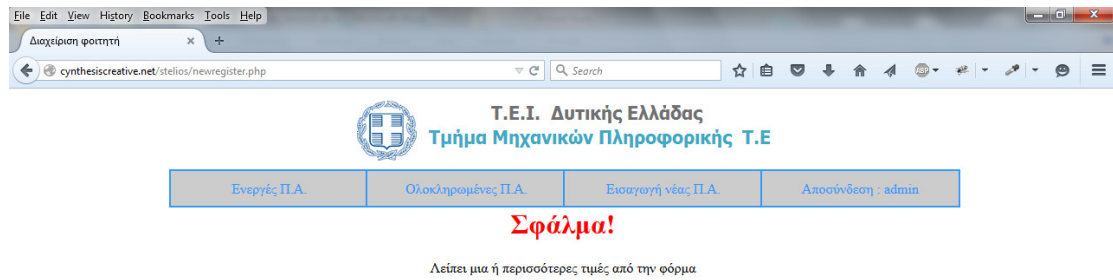 File Edit View History Bookmarks Tools Help
Διαχείριση φοιτητή
cynthesiscreative.net/stelios/newregister.php Search
Τ.Ε.Ι. Δυτικής Ελλάδας
Τμήμα Μηχανικών Πληροφορικής Τ.Ε
Ενεργές Π.Α. Ολοκληρωμένες Π.Α. Εισαγωγή νέας Π.Α. Αποσύνδεση : admin
Σφάλμα!
Λείπει μια ή περισσότερες τιμές από την φόρμα